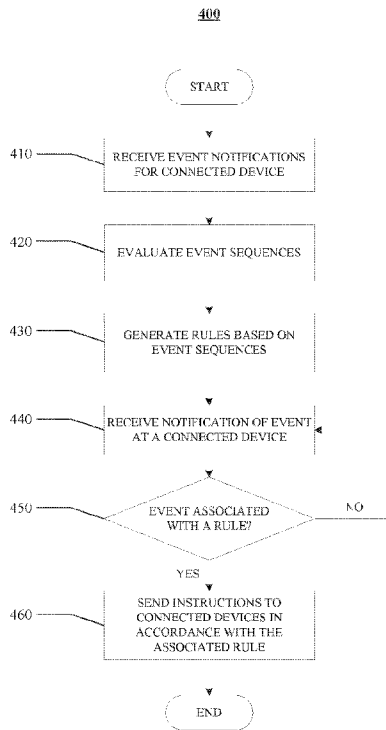 400
START
410
RECEIVE EVENT NOTIFICATIONS
FOR CONNECTED DEVICE
420
EVALUATE EVENT SEQUENCES
430
GENERATE RULES BASED ON
EVENT SEQUENCES
440
RECEIVE NOTIFICATION OF EVENT
AT A CONNECTED DEVICE
450
EVENT ASSOCIATED
WITH A RULE?
NO
YES
460
SEND INSTRUCTIONS TO
CONNECTED DEVICES IN
ACCORDANCE WITH THE
ASSOCIATED RULE
END